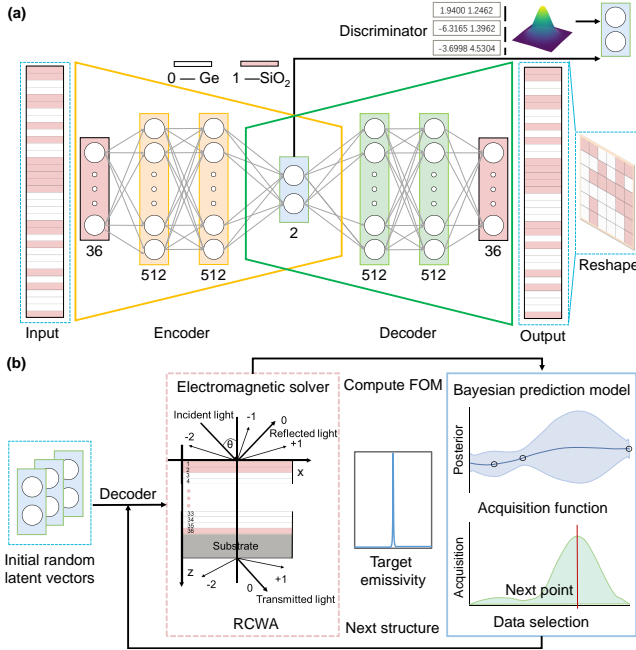 (a)
Discriminator
1.9400 1.2462
-6.3165 1.3962
-3.6998 4.5304
0 — Ge
1 —SiO₂
36
512
512
2
512
512
36
Reshape
Input
Encoder
Decoder
Output
(b)
Electromagnetic solver
Compute FOM
Bayesian prediction model
Incident light
-1
0
Reflected light
-2
θ
+1
x
1
2
3
4
33
34
35
36
Substrate
z
-2
0
+1
Transmitted light
RCWA
Decoder
Initial random
latent vectors
Target
emissivity
Next structure
Posterior
Acquisition function
Acquisition
Next point
Data selection